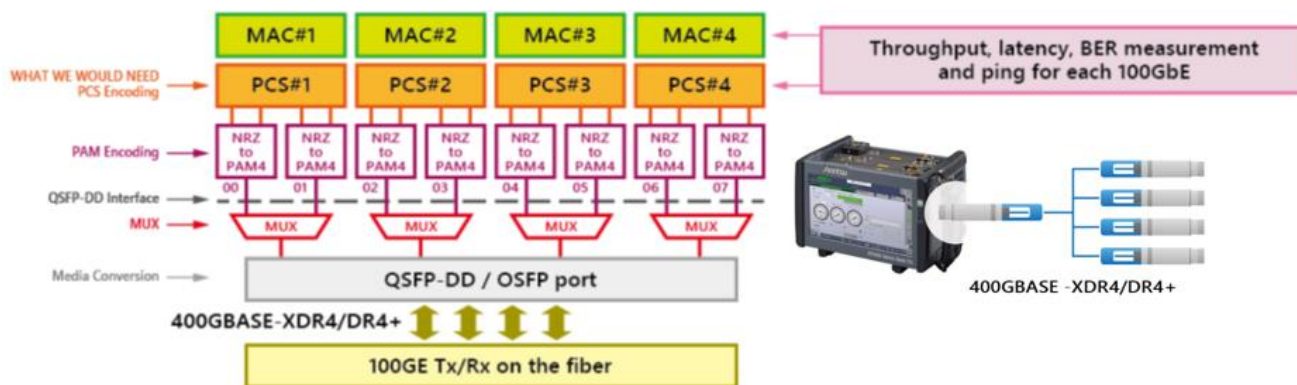 MAC#1 MAC#2 MAC#3 MAC#4
Throughput, latency, BER measurement
and ping for each 100GbE
WHAT WE WOULD NEED
PCS Encoding
PCS#1 PCS#2 PCS#3 PCS#4
PAM Encoding
NRZ NRZ NRZ NRZ NRZ NRZ NRZ NRZ
to to to to to to to to
PAM4 PAM4 PAM4 PAM4 PAM4 PAM4 PAM4 PAM4
00 01 02 03 04 05 06 07
QSFP-DD Interface
MUX
MUX MUX MUX MUX
Media Conversion
QSFP-DD / OSFP port
400GBASE-XDR4/DR4+
100GE Tx/Rx on the fiber
Anritsu
400GBASE -XDR4/DR4+